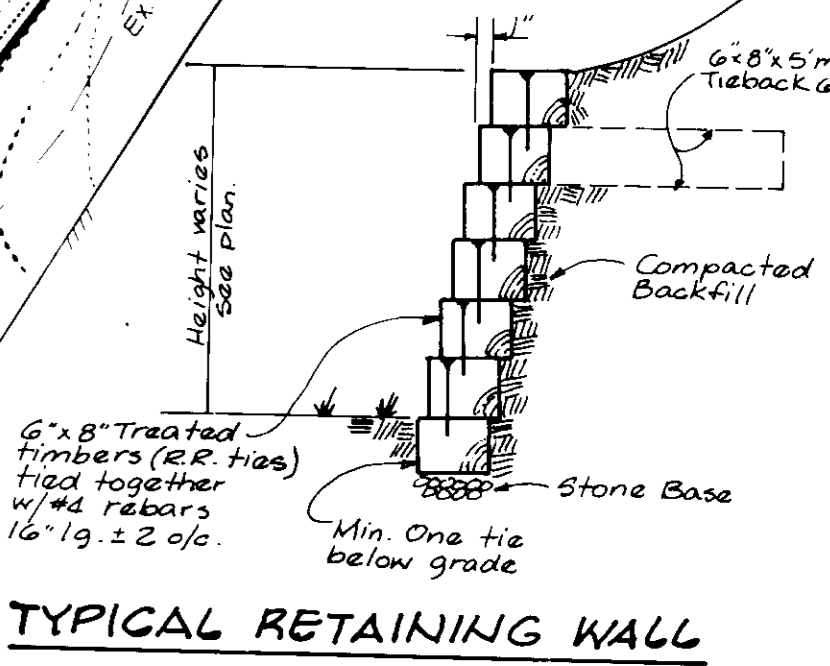 Ex.
1"
6"x8"x5'
Tieback
Height varies
see plan.
Compacted
Backfill
6"x8" Treated
timbers (R.R. ties)
tied together
w/#4 rebars
16" lg. ± 2 o/c.
Stone Base
Min. One tie
below grade
TYPICAL RETAINING WALL